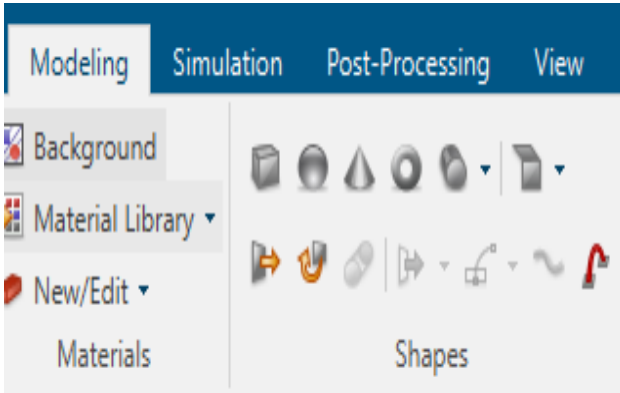 Modeling Simulation Post-Processing View
Background
Material Library
New/Edit
Materials
Shapes